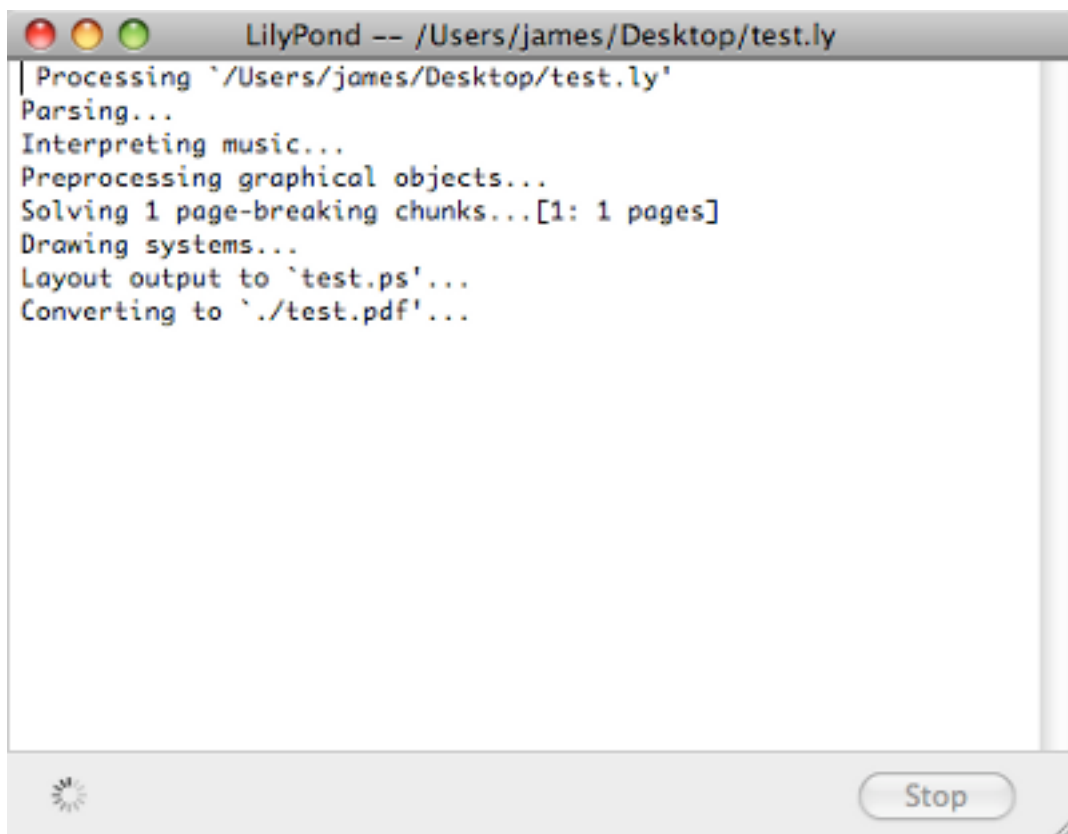 LilyPond -- /Users/james/Desktop/test.ly
Processing `/Users/james/Desktop/test.ly'
Parsing...
Interpreting music...
Preprocessing graphical objects...
Solving 1 page-breaking chunks...[1: 1 pages]
Drawing systems...
Layout output to `test.ps'...
Converting to `./test.pdf'...
Stop